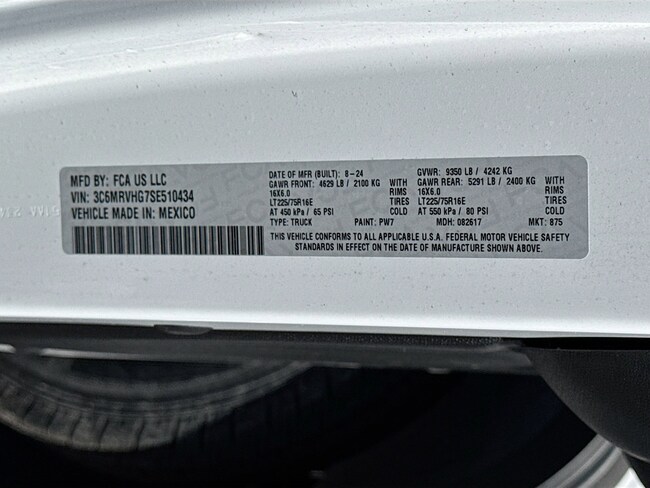 MFD BY: FCA US LLC
VIN: 3C6MRVHG7SE510434
VEHICLE MADE IN: MEXICO
DATE OF MFR (BUILT): 8-24 GVWR: 9350 LB / 4242 KG
GAWR FRONT: 4629 LB / 2100 KG WITH GAWR REAR: 5291 LB / 2400 KG WITH
16X6.0 RIMS 16X6.0 RIMS
LT225/75R16E TIRES LT225/75R16E TIRES
AT 450 kPa / 65 PSI COLD AT 550 kPa / 80 PSI COLD
TYPE: TRUCK PAINT: PW7 MDH: 082617 MKT: 875
THIS VEHICLE CONFORMS TO ALL APPLICABLE U.S.A. FEDERAL MOTOR VEHICLE SAFETY
STANDARDS IN EFFECT ON THE DATE OF MANUFACTURE SHOWN ABOVE.